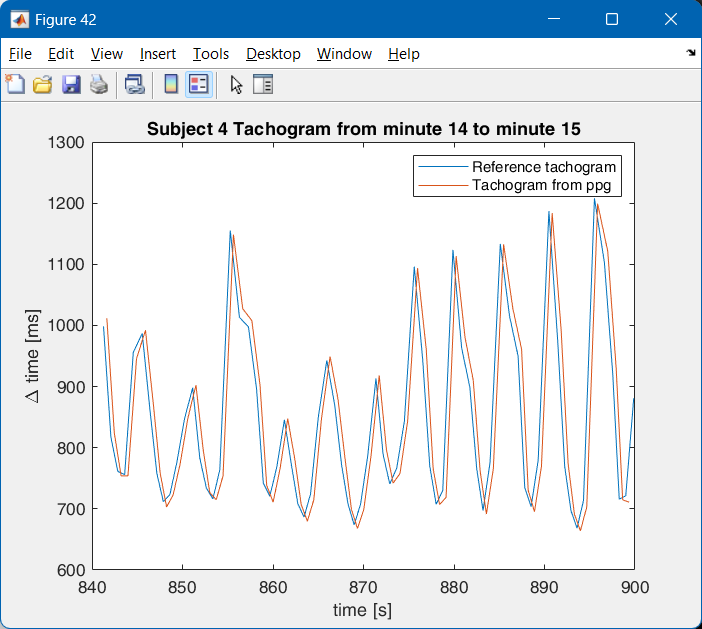 Figure 42
File Edit View Insert Tools Desktop Window Help
Subject 4 Tachogram from minute 14 to minute 15
Reference tachogram
Tachogram from ppg
1300
1200
1100
1000
900
800
700
600
Δ time [ms]
840 850 860 870 880 890 900
time [s]